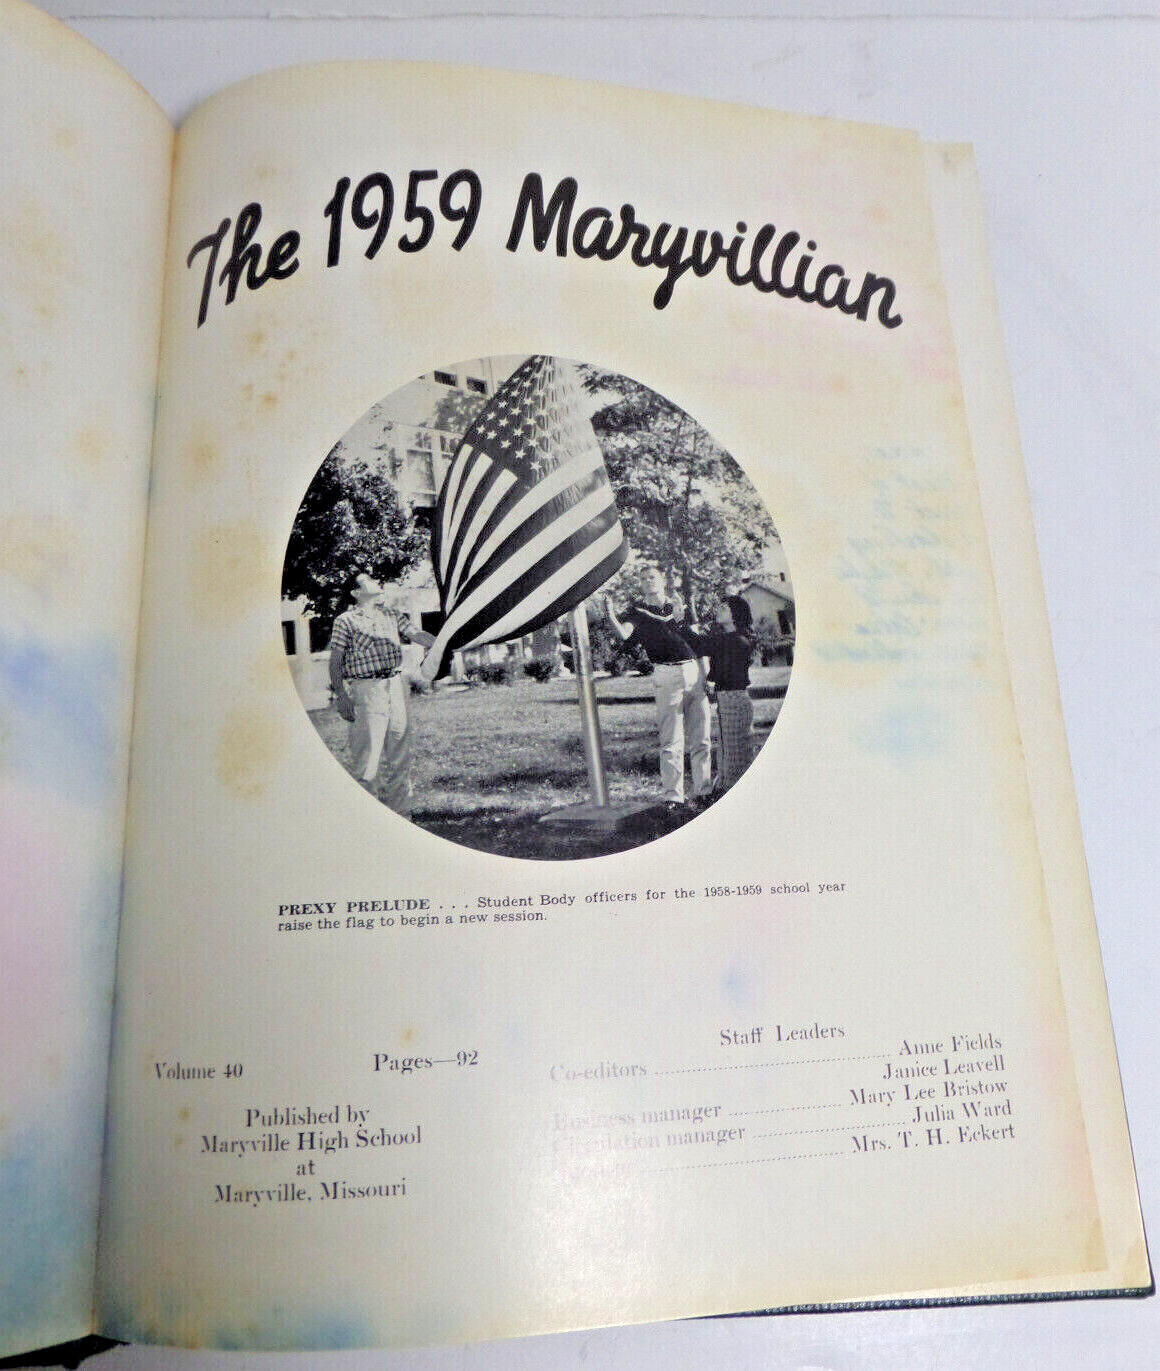 The 1959 Maryvillian
PREXY PRELUDE . . . Student Body officers for the 1958-1959 school year
raise the flag to begin a new session.
Volume 40
Pages—92
Published by
Maryville High School
at
Maryville, Missouri
Staff Leaders
Co-editors ........ Anne Fields
Janice Leavell
Business manager ........ Mary Lee Bristow
Circulation manager ........ Julia Ward
........ Mrs. T. H. Eckert